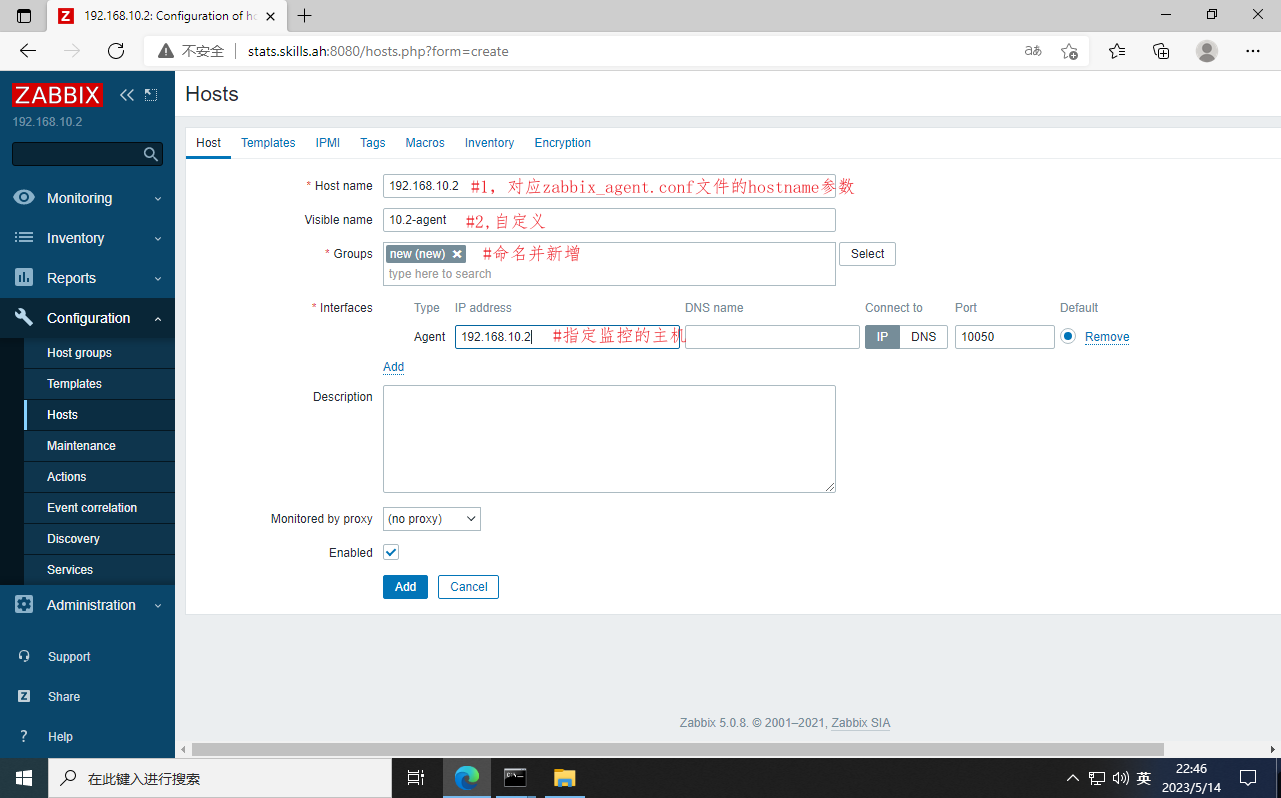 192.168.10.2: Configuration of ho
不安全 stats.skills.ah:8080/hosts.php?form=create
ZABBIX
192.168.10.2
Monitoring
Inventory
Reports
Configuration
Host groups
Templates
Hosts
Maintenance
Actions
Event correlation
Discovery
Services
Administration
Support
Share
Help
Hosts
Host Templates IPMI Tags Macros Inventory Encryption
* Host name 192.168.10.2 #1，对应zabbix_agent.conf文件的hostname参数
Visible name 10.2-agent #2,自定义
* Groups new (new) #命名并新增 Select
type here to search
* Interfaces Type IP address DNS name Connect to Port Default
Agent 192.168.10.2 #指定监控的主机 IP DNS 10050 Remove
Add
Description
Monitored by proxy (no proxy)
Enabled
Add Cancel
Zabbix 5.0.8. © 2001–2021, Zabbix SIA
在此键入进行搜索
英 22:46
2023/5/14